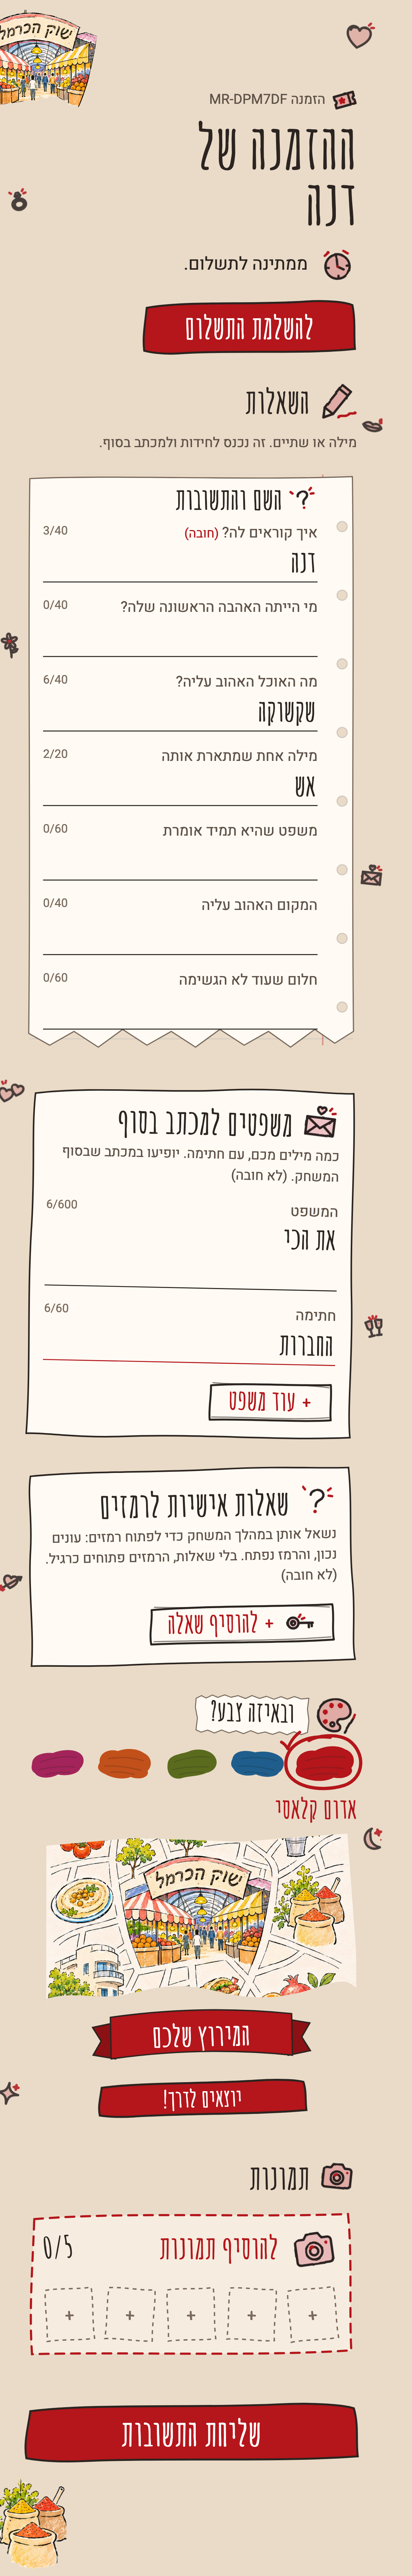 שוק הכרמל
הזמנה MR-DPM7DF
ההזמנה של
דנה
ממתינה לתשלום.
להשלמת התשלום
השאלות
מילה או שתיים. זה נכנס לחידות ולמכתב בסוף.
השם והתשובות
איך קוראים לה? (חובה) 3/40
דנה
מי הייתה האהבה הראשונה שלה? 0/40
מה האוכל האהוב עליה? 6/40
שקשוקה
מילה אחת שמתארת אותה 2/20
אש
משפט שהיא תמיד אומרת 0/60
המקום האהוב עליה 0/40
חלום שעוד לא הגשימה 0/60
משפטים למכתב בסוף
כמה מילים מכם, עם חתימה. יופיעו במכתב שבסוף
המשחק. (לא חובה)
המשפט 6/600
את הכי
חתימה 6/60
החברות
+ עוד משפט
שאלות אישיות לרמזים
נשאל אותן במהלך המשחק כדי לפתוח רמזים: עונים
נכון, והרמז נפתח. בלי שאלות, הרמזים פתוחים כרגיל.
(לא חובה)
+ להוסיף שאלה
ובאיזה צבע?
אדום קלאסי
שוק הכרמל
המירוץ שלכם
יוצאים לדרך!
תמונות
להוסיף תמונות 0/5
+ + + + +
שליחת התשובות